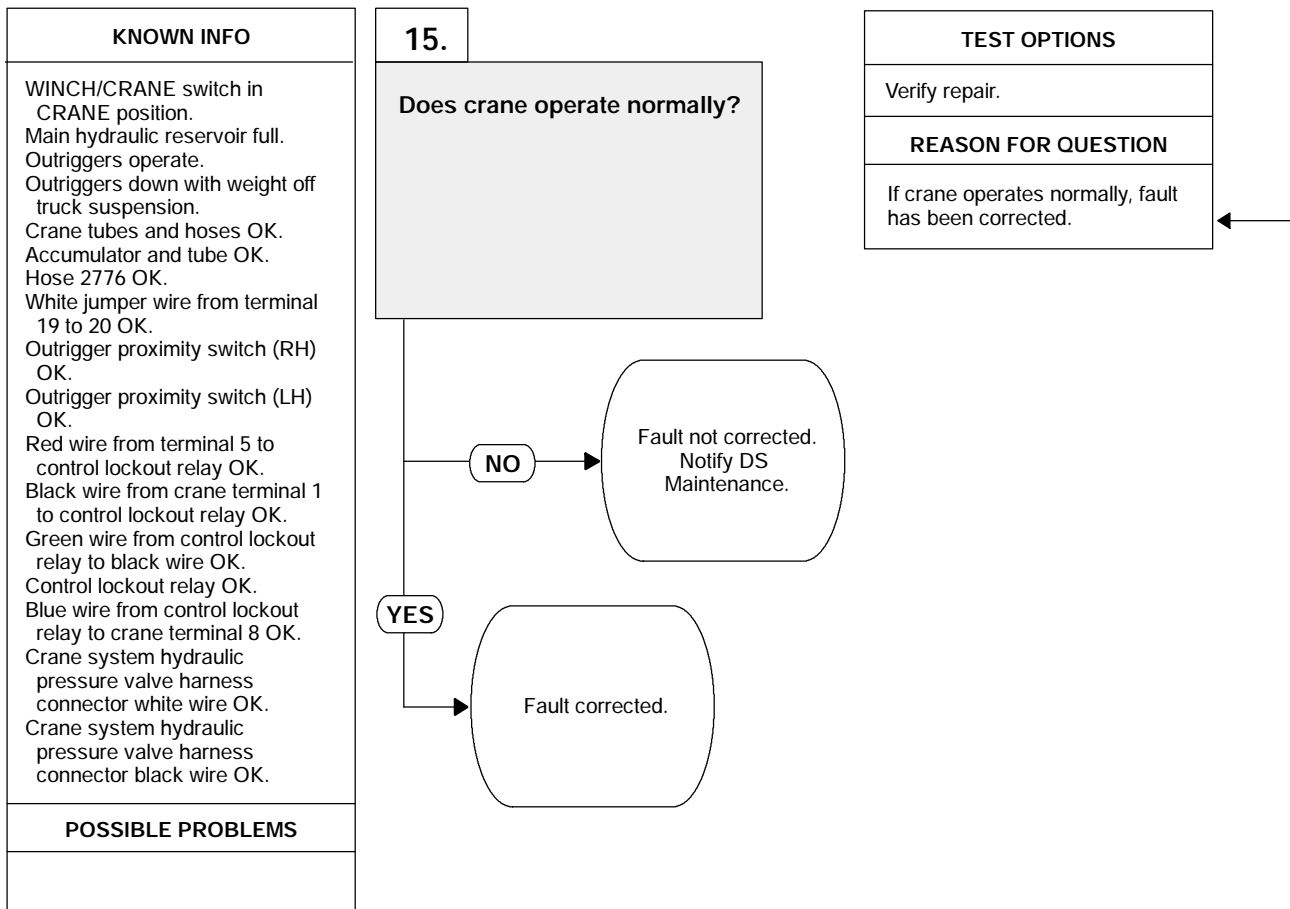 KNOWN INFO
WINCH/CRANE switch in
CRANE position.
Main hydraulic reservoir full.
Outriggers operate.
Outriggers down with weight off
truck suspension.
Crane tubes and hoses OK.
Accumulator and tube OK.
Hose 2776 OK.
White jumper wire from terminal
19 to 20 OK.
Outrigger proximity switch (RH)
OK.
Outrigger proximity switch (LH)
OK.
Red wire from terminal 5 to
control lockout relay OK.
Black wire from crane terminal 1
to control lockout relay OK.
Green wire from control lockout
relay to black wire OK.
Control lockout relay OK.
Blue wire from control lockout
relay to crane terminal 8 OK.
Crane system hydraulic
pressure valve harness
connector white wire OK.
Crane system hydraulic
pressure valve harness
connector black wire OK.
POSSIBLE PROBLEMS
15.
Does crane operate normally?
NO
Fault not corrected.
Notify DS
Maintenance.
YES
Fault corrected.
TEST OPTIONS
Verify repair.
REASON FOR QUESTION
If crane operates normally, fault
has been corrected.